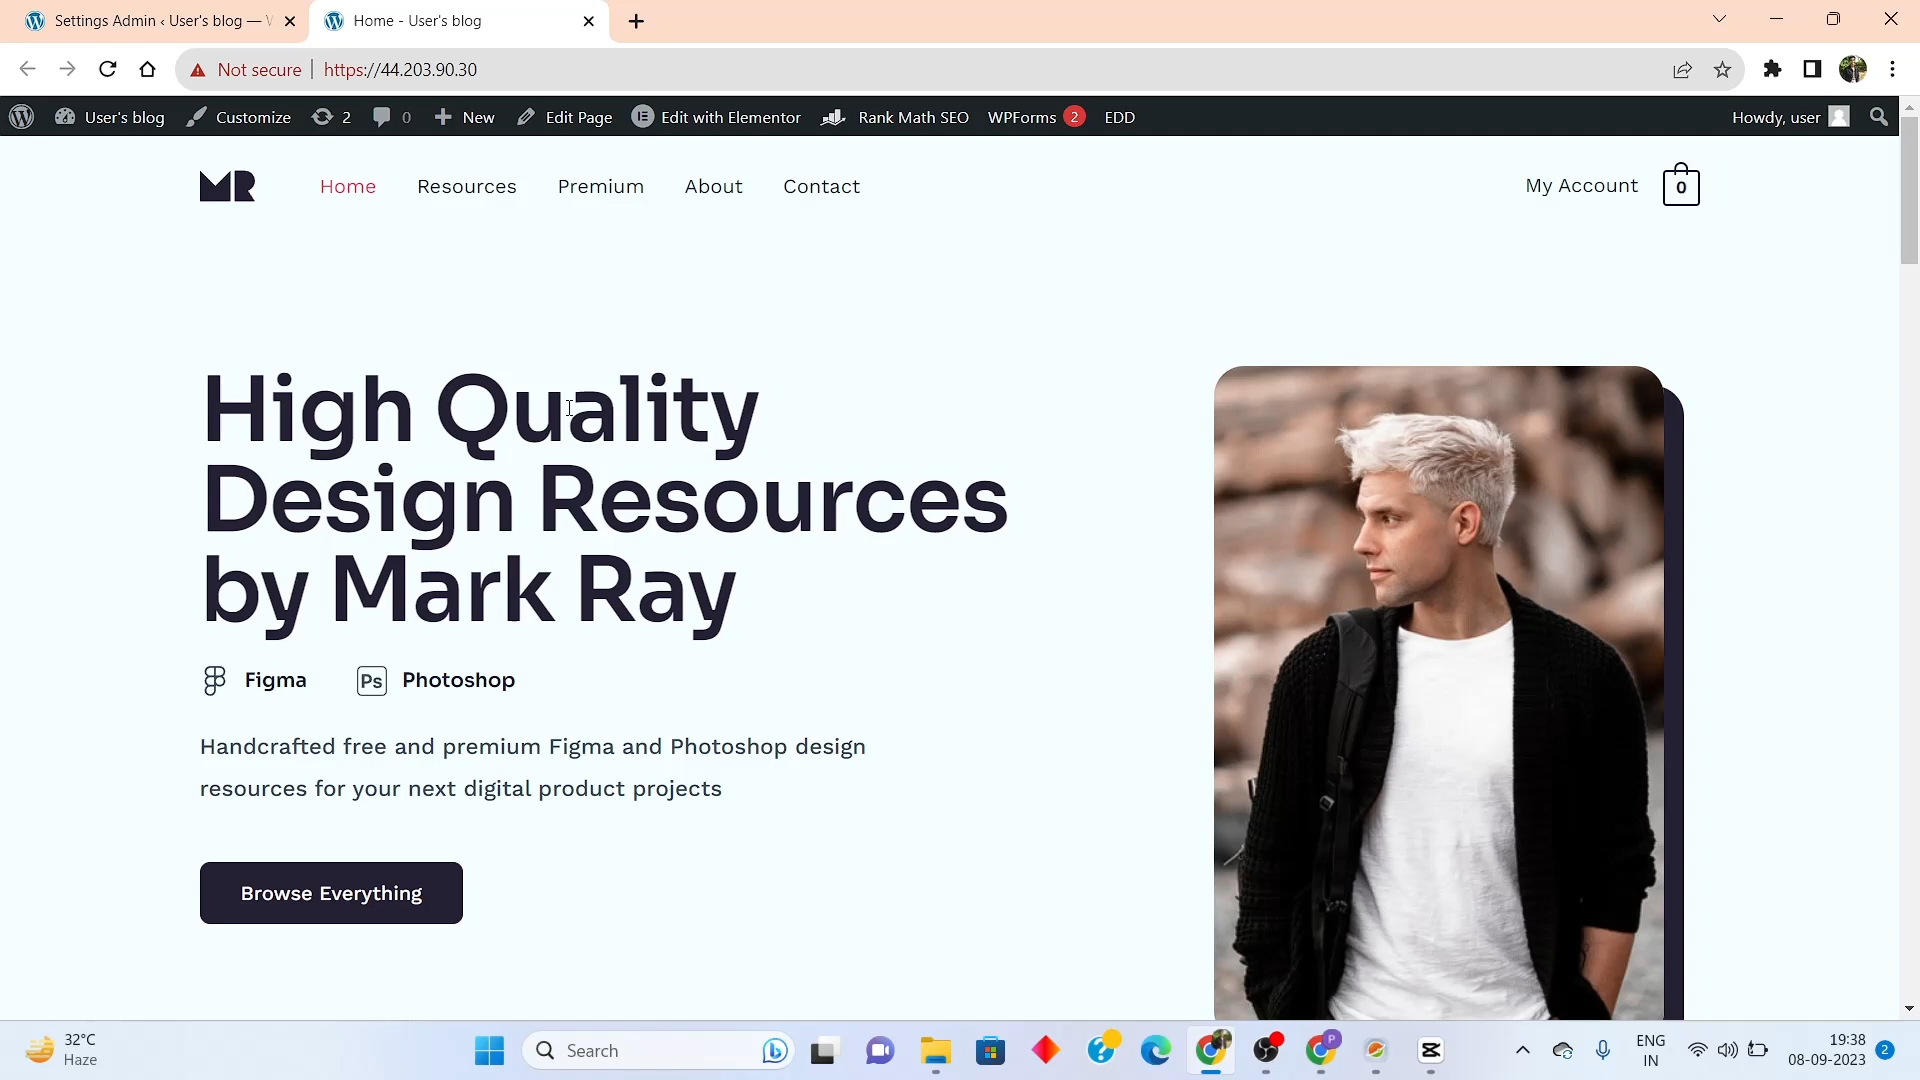 Settings Admin ‹ User's blog — W
Home - User's blog
Not secure
https://44.203.90.30
User's blog
Customize
2
0
New
Edit Page
Edit with Elementor
Rank Math SEO
WPForms 2
EDD
Howdy, user
MR
Home
Resources
Premium
About
Contact
My Account
0
High Quality
Design Resources
by Mark Ray
Figma
Ps Photoshop
Handcrafted free and premium Figma and Photoshop design
resources for your next digital product projects
Browse Everything
32°C
Haze
Search
P
ENG
IN
19:38
08-09-2023
2